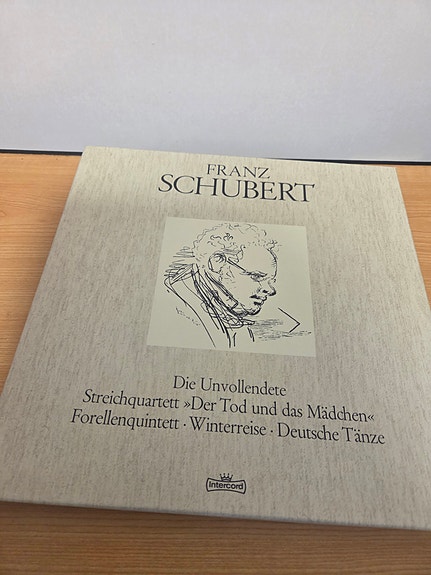 FRANZ
SCHUBERT
Die Unvollendete
Streichquartett »Der Tod und das Mädchen«
Forellenquintett · Winterreise · Deutsche Tänze
Intercord